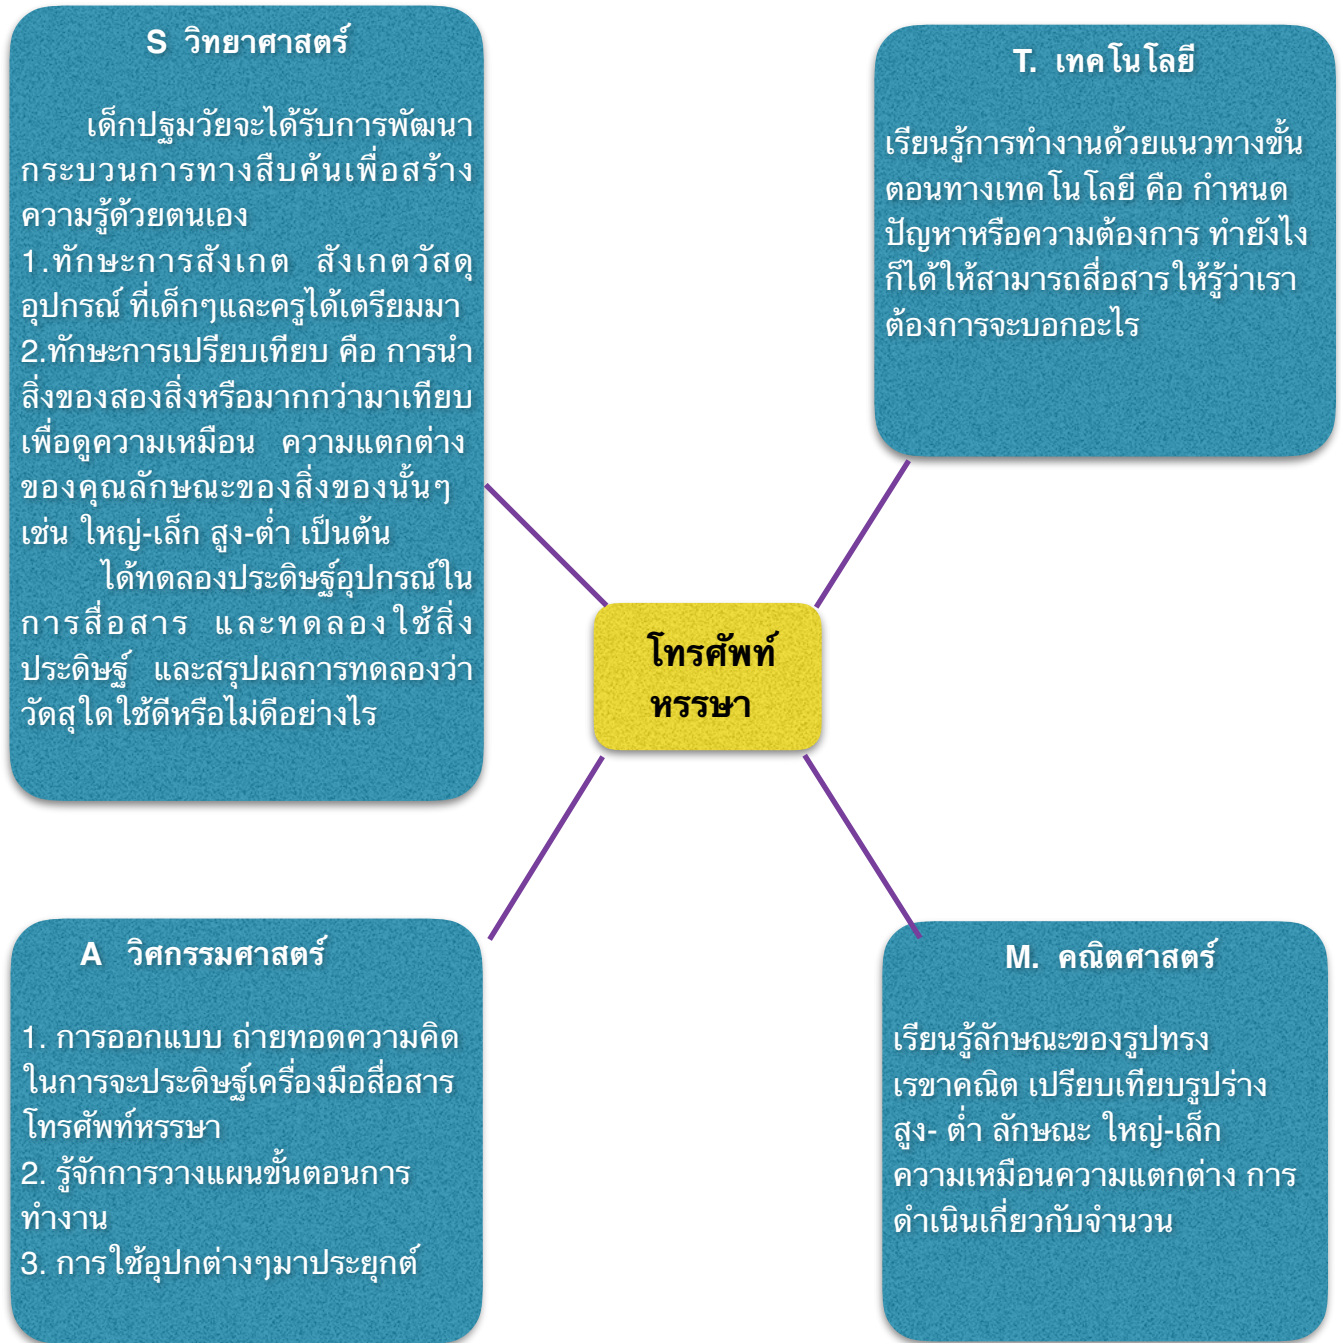 S วิทยาศาสตร์
เด็กปฐมวัยจะได้รับการพัฒนา
กระบวนการทางสืบค้นเพื่อสร้าง
ความรู้ด้วยตนเอง
1.ทักษะการสังเกต สังเกตวัสดุ
อุปกรณ์ ที่เด็กๆและครูได้เตรียมมา
2.ทักษะการเปรียบเทียบ คือ การนำ
สิ่งของสองสิ่งหรือมากกว่ามาเทียบ
เพื่อดูความเหมือน ความแตกต่าง
ของคุณลักษณะของสิ่งของนั้นๆ
เช่น ใหญ่-เล็ก สูง-ต่ำ เป็นต้น
ได้ทดลองประดิษฐ์อุปกรณ์ใน
การสื่อสาร และทดลองใช้สิ่ง
ประดิษฐ์ และสรุปผลการทดลองว่า
วัดสุใดใช้ดีหรือไม่ดีอย่างไร
T. เทคโนโลยี
เรียนรู้การทำงานด้วยแนวทางขั้น
ตอนทางเทคโนโลยี คือ กำหนด
ปัญหาหรือความต้องการ ทำยังไง
ก็ได้ให้สามารถสื่อสารให้รู้ว่าเรา
ต้องการจะบอกอะไร
โทรศัพท์
หรรษา
A วิศกรรมศาสตร์
1. การออกแบบ ถ่ายทอดความคิด
ในการจะประดิษฐ์เครื่องมือสื่อสาร
โทรศัพท์หรรษา
2. รู้จักการวางแผนขั้นตอนการ
ทำงาน
3. การใช้อุปกต่างๆมาประยุกต์
M. คณิตศาสตร์
เรียนรู้ลักษณะของรูปทรง
เรขาคณิต เปรียบเทียบรูปร่าง
สูง- ต่ำ ลักษณะ ใหญ่-เล็ก
ความเหมือนความแตกต่าง การ
ดำเนินเกี่ยวกับจำนวน